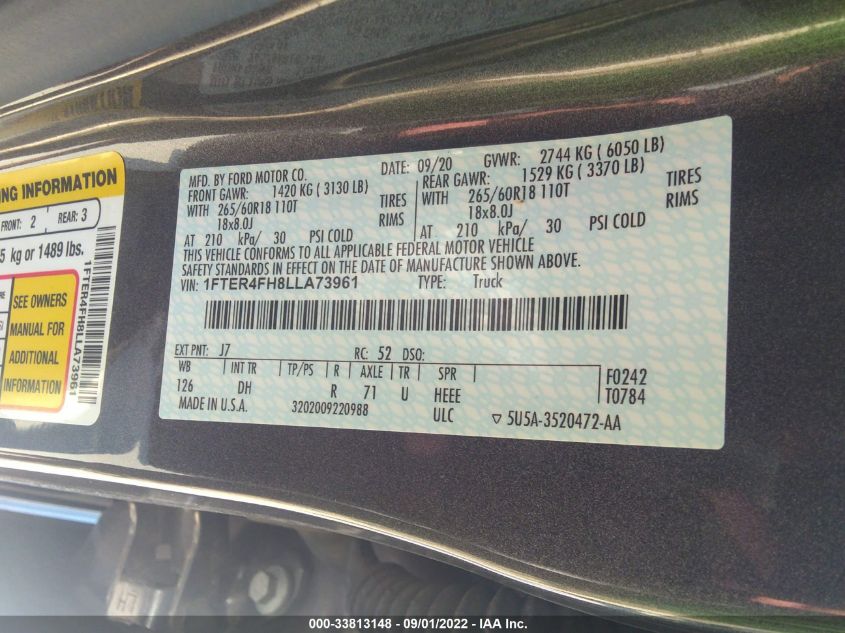 NG INFORMATION
FRONT: 2 REAR: 3
5 kg or 1489 lbs.
SEE OWNERS
MANUAL FOR
ADDITIONAL
INFORMATION
1FTER4FH8LLA73961
MFD. BY FORD MOTOR CO. DATE: 09/20 GVWR: 2744 KG ( 6050 LB)
FRONT GAWR: 1420 KG ( 3130 LB) REAR GAWR: 1529 KG ( 3370 LB)
WITH 265/60R18 110T TIRES WITH 265/60R18 110T TIRES
18x8.0J RIMS 18x8.0J RIMS
AT 210 kPa/ 30 PSI COLD AT 210 kPa/ 30 PSI COLD
THIS VEHICLE CONFORMS TO ALL APPLICABLE FEDERAL MOTOR VEHICLE
SAFETY STANDARDS IN EFFECT ON THE DATE OF MANUFACTURE SHOWN ABOVE.
VIN: 1FTER4FH8LLA73961 TYPE: Truck
EXT PNT: J7 RC: 52 DSO:
WB INT TR TP/PS R AXLE TR SPR F0242
126 DH R 71 U HEEE T0784
MADE IN U.S.A. 3202009220988 ULC ▽ 5U5A-3520472-AA
000-33813148 - 09/01/2022 - IAA Inc.